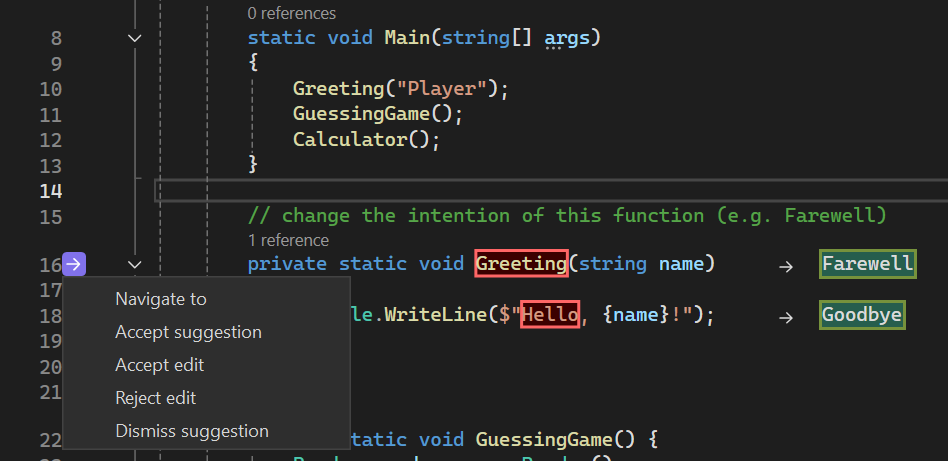 0 references
8 static void Main(string[] args)
9 {
10 Greeting("Player");
11 GuessingGame();
12 Calculator();
13 }
14
15 // change the intention of this function (e.g. Farewell)
1 reference
16 private static void Greeting(string name) → Farewell
17
Navigate to
18 le.WriteLine($"Hello, {name}!"); → Goodbye
Accept suggestion
19
20 Accept edit
21 Reject edit
Dismiss suggestion
22 tatic void GuessingGame() {